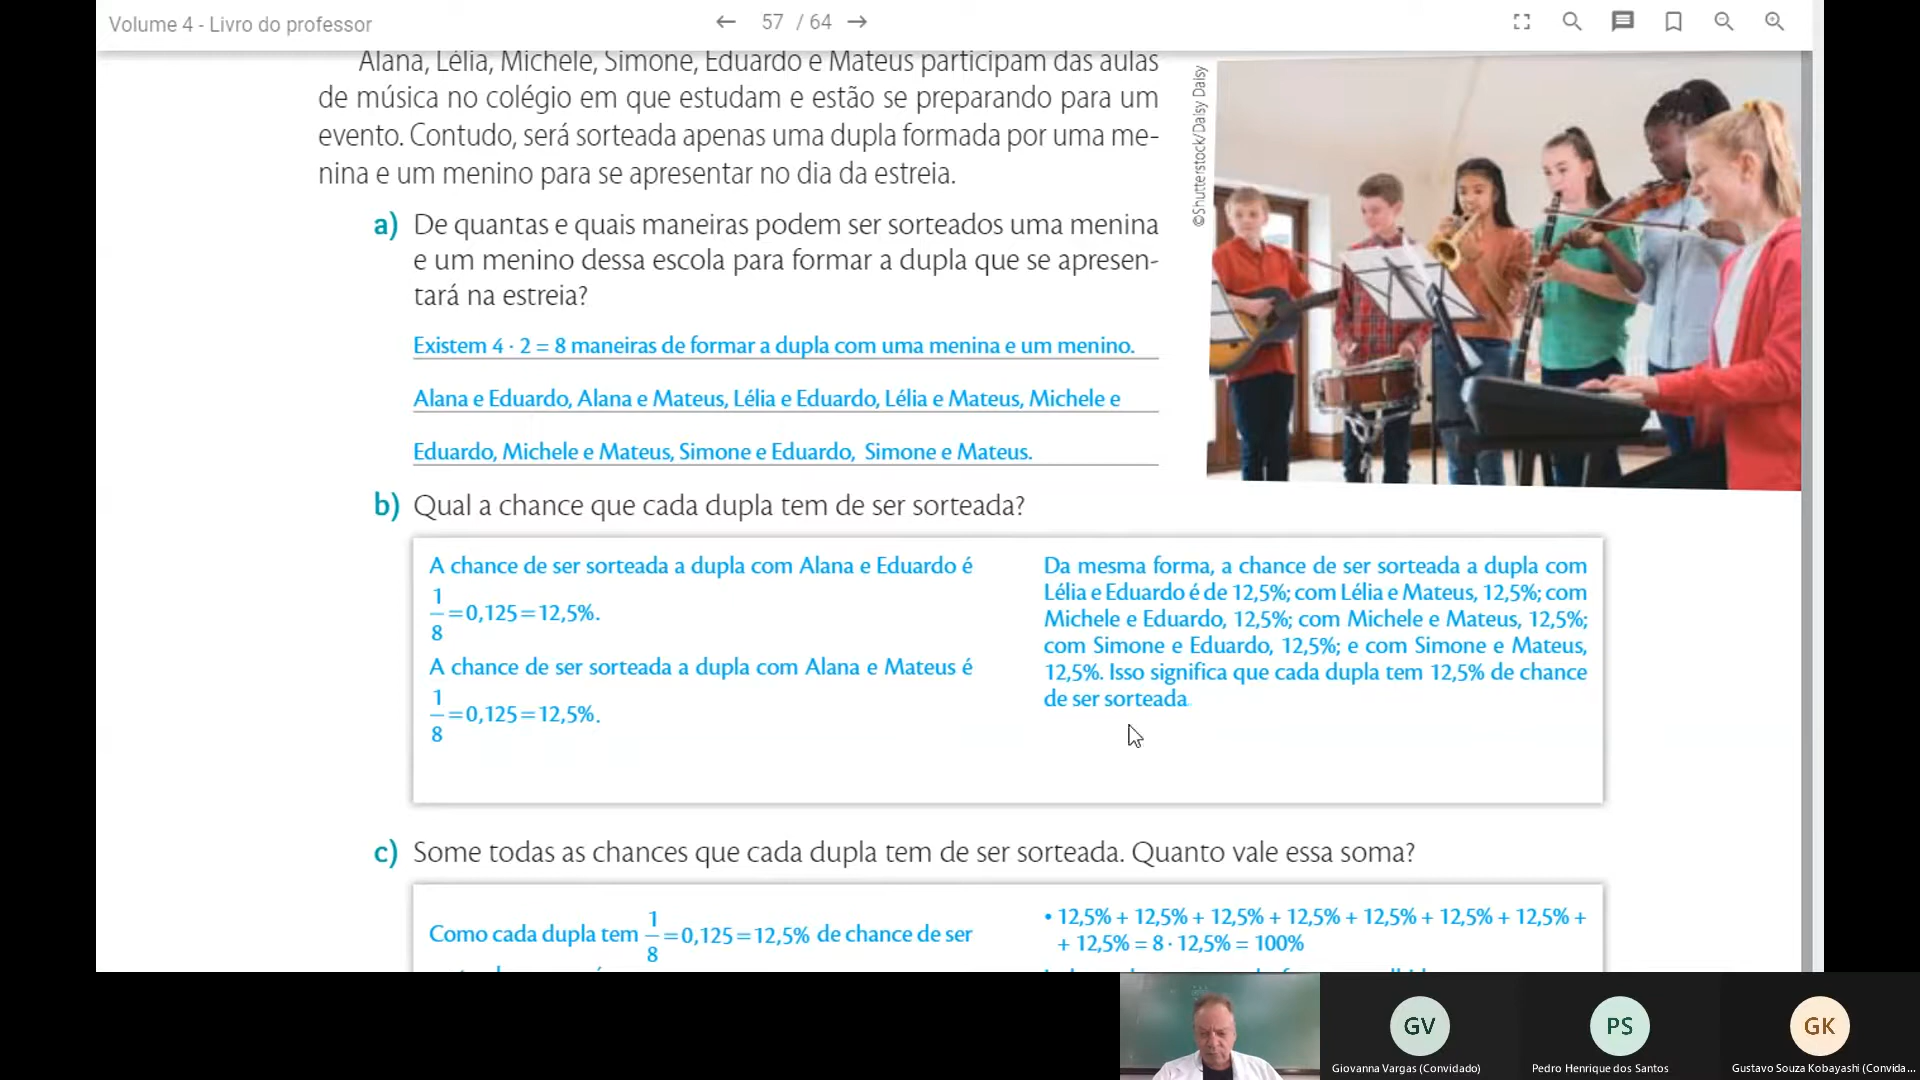 Volume 4 - Livro do professor
57 / 64
Alana, Lélia, Michele, Simone, Eduardo e Mateus participam das aulas
de música no colégio em que estudam e estão se preparando para um
evento. Contudo, será sorteada apenas uma dupla formada por uma me-
nina e um menino para se apresentar no dia da estreia.
©Shutterstock/Daisy Daisy
a) De quantas e quais maneiras podem ser sorteados uma menina
e um menino dessa escola para formar a dupla que se apresen-
tará na estreia?
Existem 4 · 2 = 8 maneiras de formar a dupla com uma menina e um menino.
Alana e Eduardo, Alana e Mateus, Lélia e Eduardo, Lélia e Mateus, Michele e
Eduardo, Michele e Mateus, Simone e Eduardo, Simone e Mateus.
b) Qual a chance que cada dupla tem de ser sorteada?
A chance de ser sorteada a dupla com Alana e Eduardo é
1/8 = 0,125 = 12,5%.
A chance de ser sorteada a dupla com Alana e Mateus é
1/8 = 0,125 = 12,5%.
Da mesma forma, a chance de ser sorteada a dupla com
Lélia e Eduardo é de 12,5%; com Lélia e Mateus, 12,5%; com
Michele e Eduardo, 12,5%; com Michele e Mateus, 12,5%;
com Simone e Eduardo, 12,5%; e com Simone e Mateus,
12,5%. Isso significa que cada dupla tem 12,5% de chance
de ser sorteada
c) Some todas as chances que cada dupla tem de ser sorteada. Quanto vale essa soma?
Como cada dupla tem 1/8 = 0,125 = 12,5% de chance de ser
• 12,5% + 12,5% + 12,5% + 12,5% + 12,5% + 12,5% + 12,5% +
+ 12,5% = 8 · 12,5% = 100%
GV
Giovanna Vargas (Convidado)
PS
Pedro Henrique dos Santos
GK
Gustavo Souza Kobayashi (Convida...